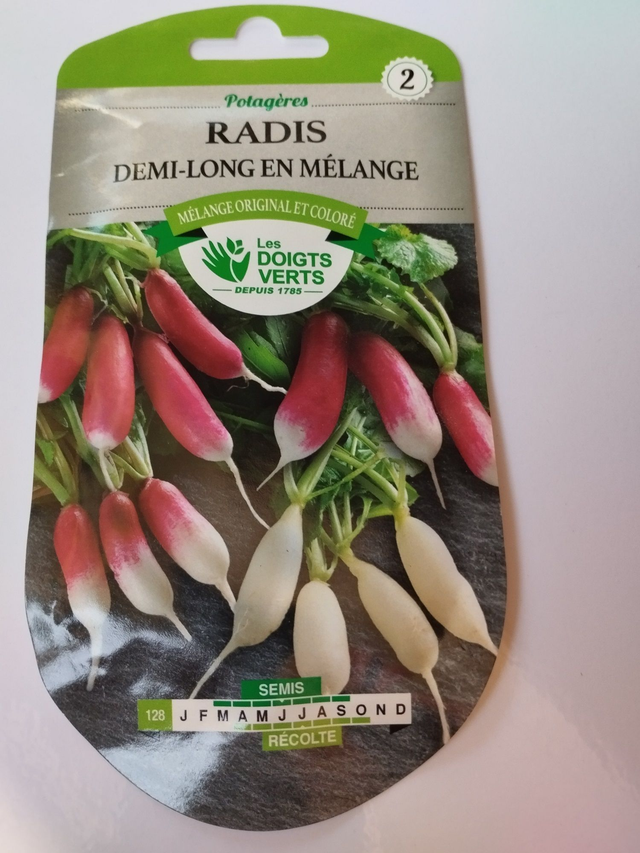 2
Potagères
RADIS
DEMI-LONG EN MÉLANGE
MÉLANGE ORIGINAL ET COLORÉ
Les
DOIGTS
VERTS
DEPUIS 1785
SEMIS
128 J F M A M J J A S O N D
RÉCOLTE